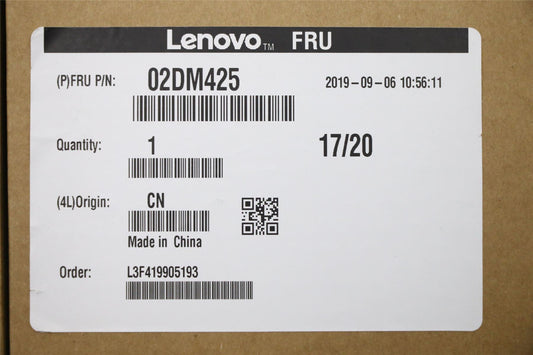 Lenovo™ FRU
(P)FRU P/N: 02DM425 2019-09-06 10:56:11
Quantity: 1 17/20
(4L)Origin: CN
Made in China
Order: L3F419905193